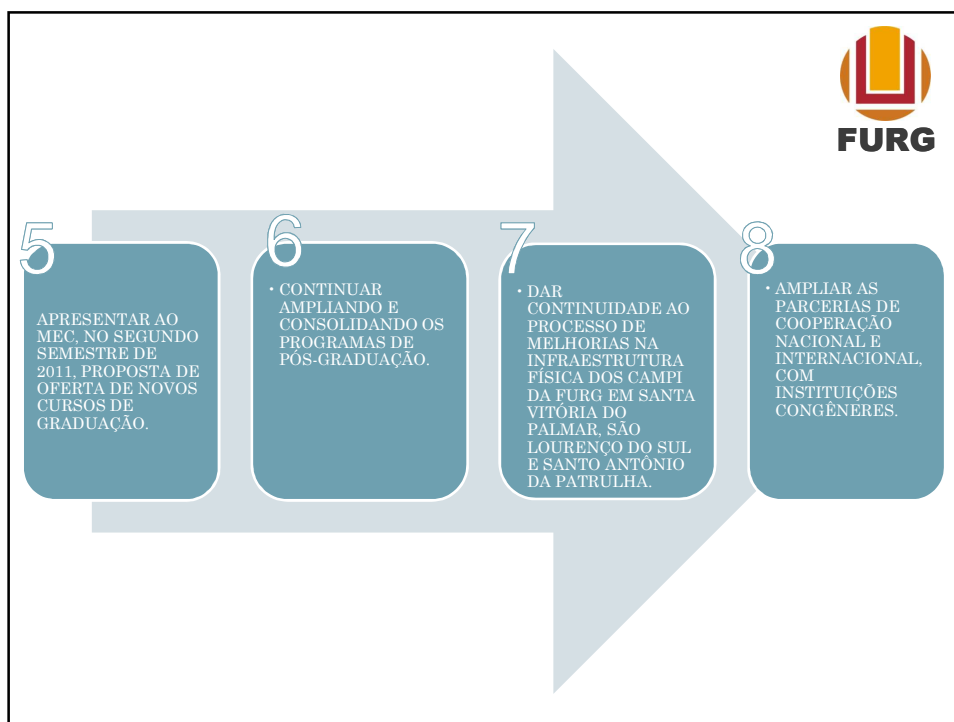 FURG
5
APRESENTAR AO
MEC, NO SEGUNDO
SEMESTRE DE
2011, PROPOSTA DE
OFERTA DE NOVOS
CURSOS DE
GRADUAÇÃO.
6
• CONTINUAR
AMPLIANDO E
CONSOLIDANDO OS
PROGRAMAS DE
PÓS-GRADUAÇÃO.
7
• DAR
CONTINUIDADE AO
PROCESSO DE
MELHORIAS NA
INFRAESTRUTURA
FÍSICA DOS CAMPI
DA FURG EM SANTA
VITÓRIA DO
PALMAR, SÃO
LOURENÇO DO SUL
E SANTO ANTÔNIO
DA PATRULHA.
8
• AMPLIAR AS
PARCERIAS DE
COOPERAÇÃO
NACIONAL E
INTERNACIONAL,
COM
INSTITUIÇÕES
CONGÊNERES.